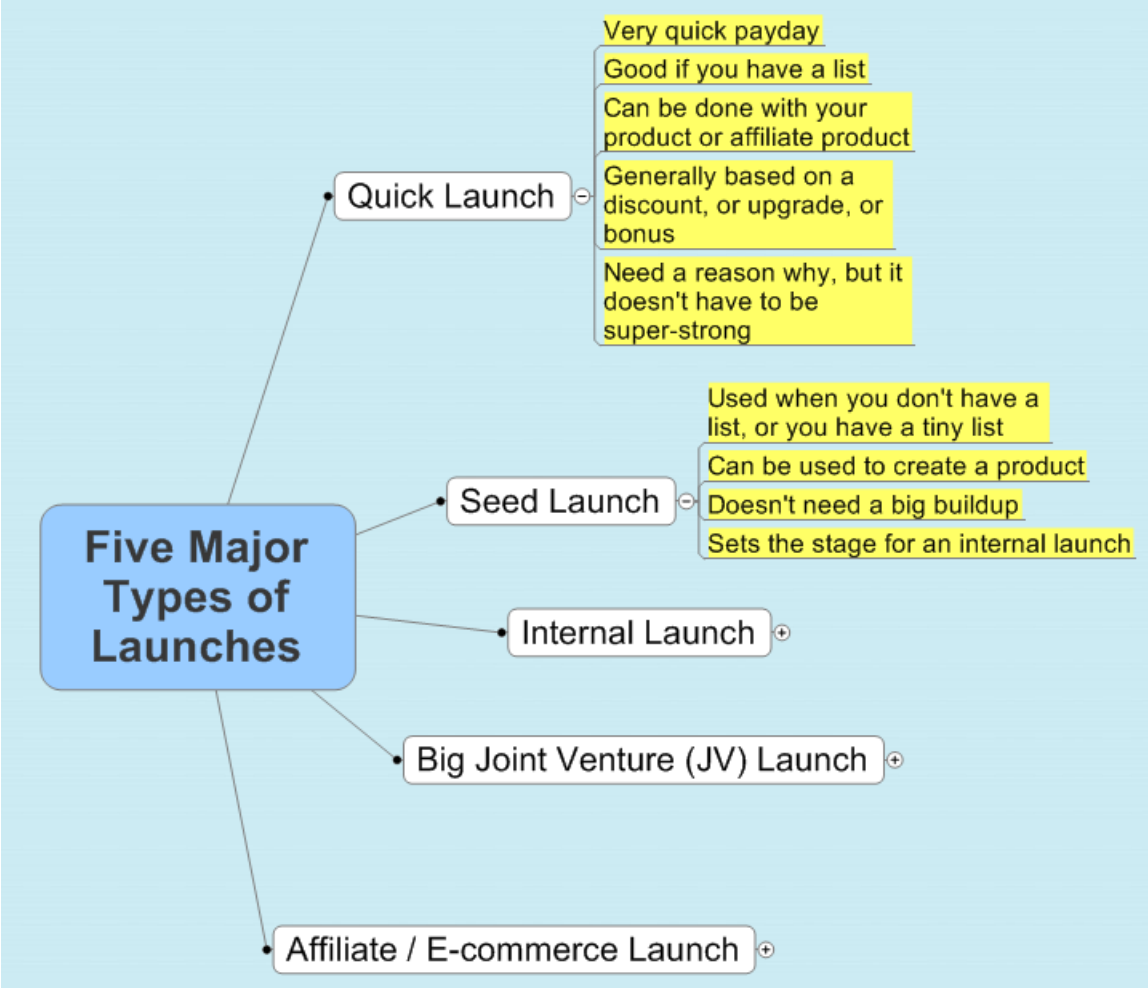 Five Major
Types of
Launches
Quick Launch
Very quick payday
Good if you have a list
Can be done with your
product or affiliate product
Generally based on a
discount, or upgrade, or
bonus
Need a reason why, but it
doesn't have to be
super-strong
Seed Launch
Used when you don't have a
list, or you have a tiny list
Can be used to create a product
Doesn't need a big buildup
Sets the stage for an internal launch
Internal Launch
Big Joint Venture (JV) Launch
Affiliate / E-commerce Launch